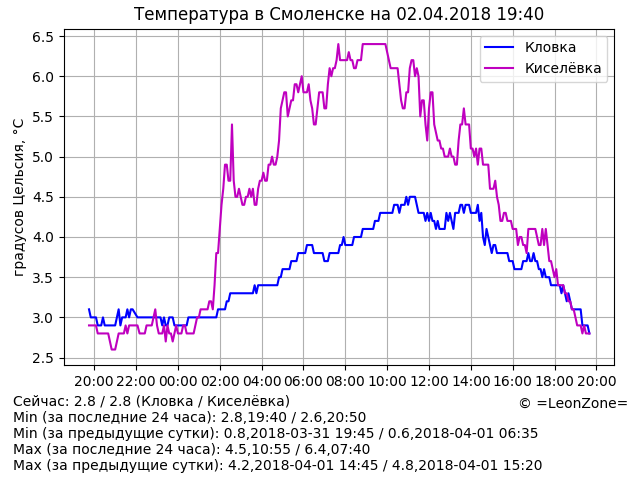 Температура в Смоленске на 02.04.2018 19:40
Кловка
Киселёвка
градусов Цельсия, °C
6.5
6.0
5.5
5.0
4.5
4.0
3.5
3.0
2.5
20:00 22:00 00:00 02:00 04:00 06:00 08:00 10:00 12:00 14:00 16:00 18:00 20:00
Сейчас: 2.8 / 2.8 (Кловка / Киселёвка)
© =LeonZone=
Min (за последние 24 часа): 2.8,19:40 / 2.6,20:50
Min (за предыдущие сутки): 0.8,2018-03-31 19:45 / 0.6,2018-04-01 06:35
Max (за последние 24 часа): 4.5,10:55 / 6.4,07:40
Max (за предыдущие сутки): 4.2,2018-04-01 14:45 / 4.8,2018-04-01 15:20